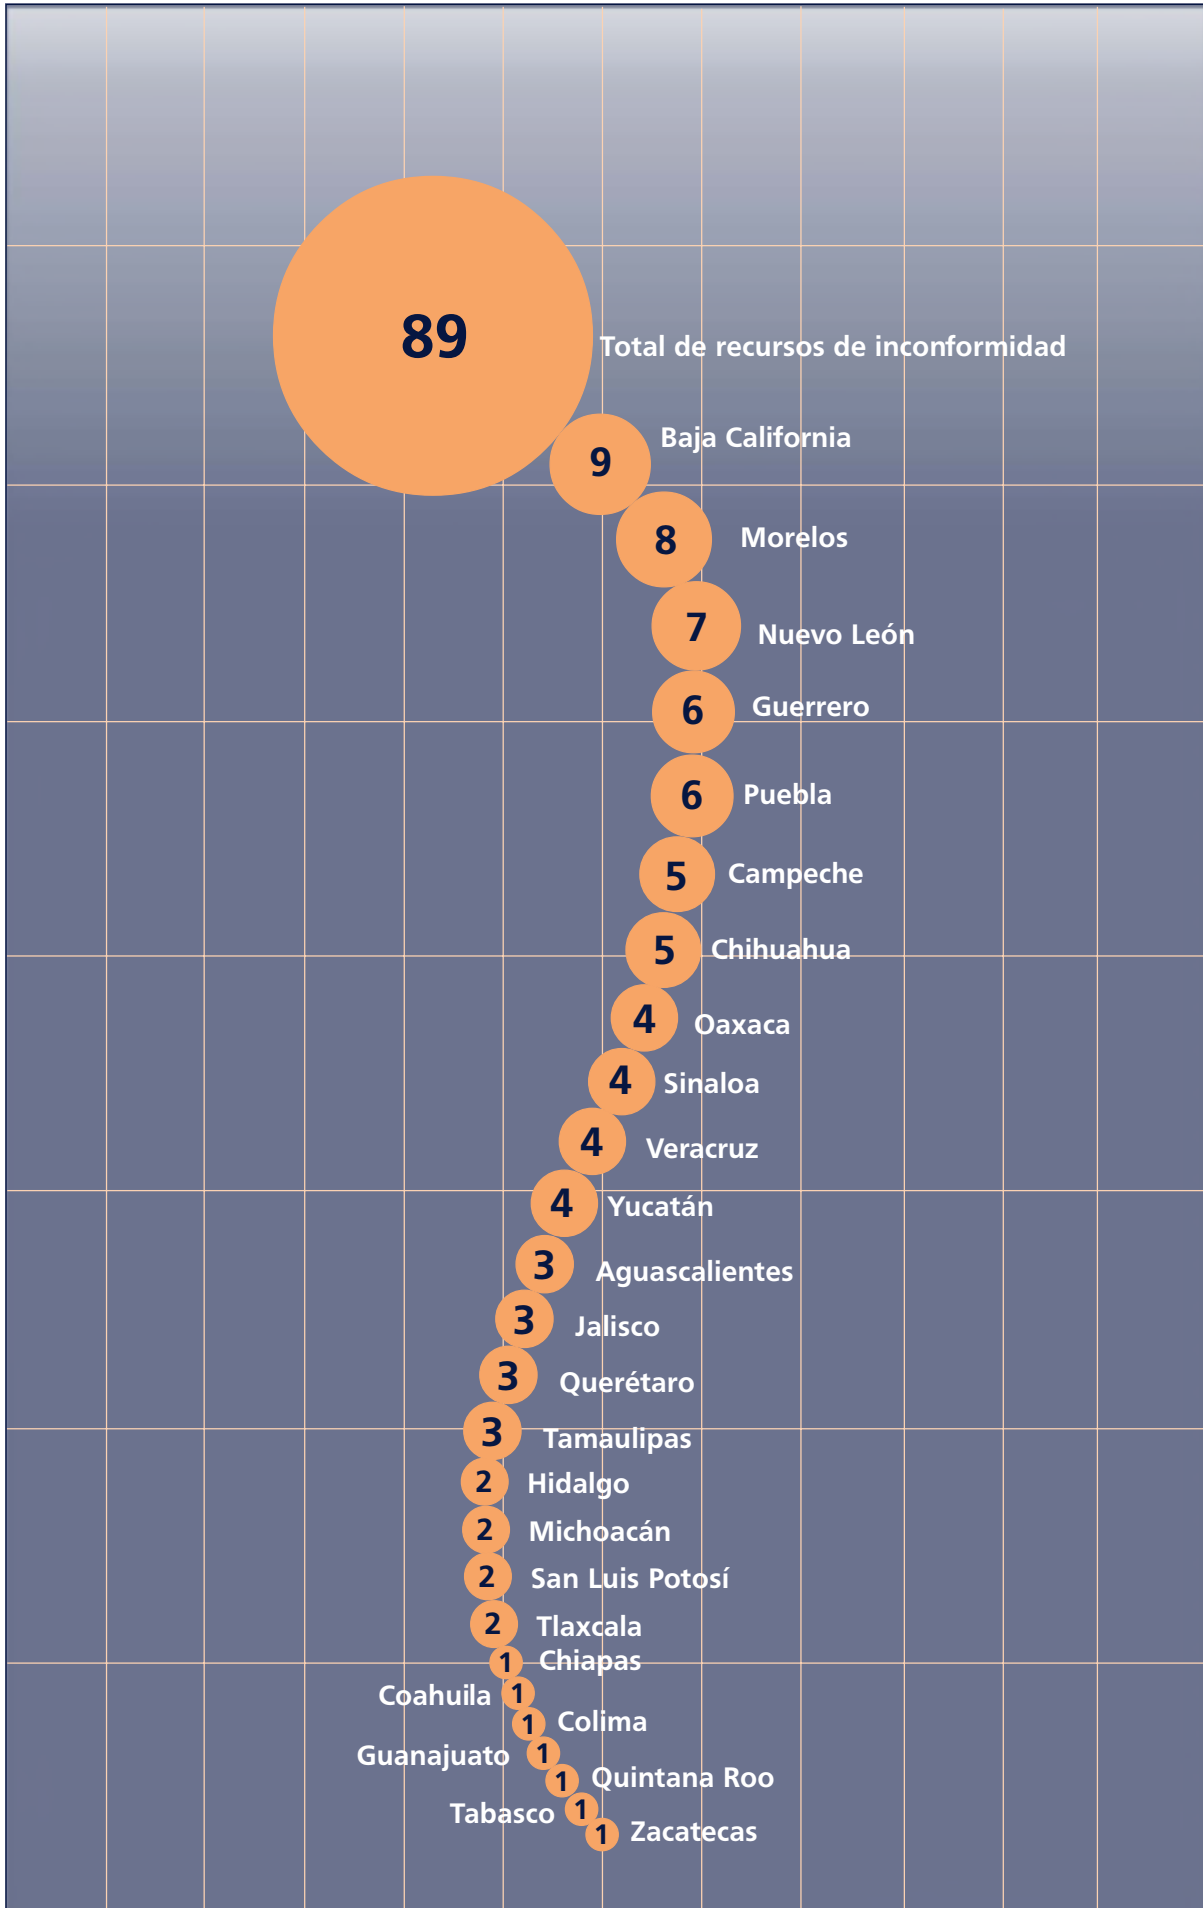 89 Total de recursos de inconformidad
9 Baja California
8 Morelos
7 Nuevo León
6 Guerrero
6 Puebla
5 Campeche
5 Chihuahua
4 Oaxaca
4 Sinaloa
4 Veracruz
4 Yucatán
3 Aguascalientes
3 Jalisco
3 Querétaro
3 Tamaulipas
2 Hidalgo
2 Michoacán
2 San Luis Potosí
2 Tlaxcala
1 Chiapas
Coahuila 1
1 Colima
Guanajuato 1
1 Quintana Roo
Tabasco 1
1 Zacatecas